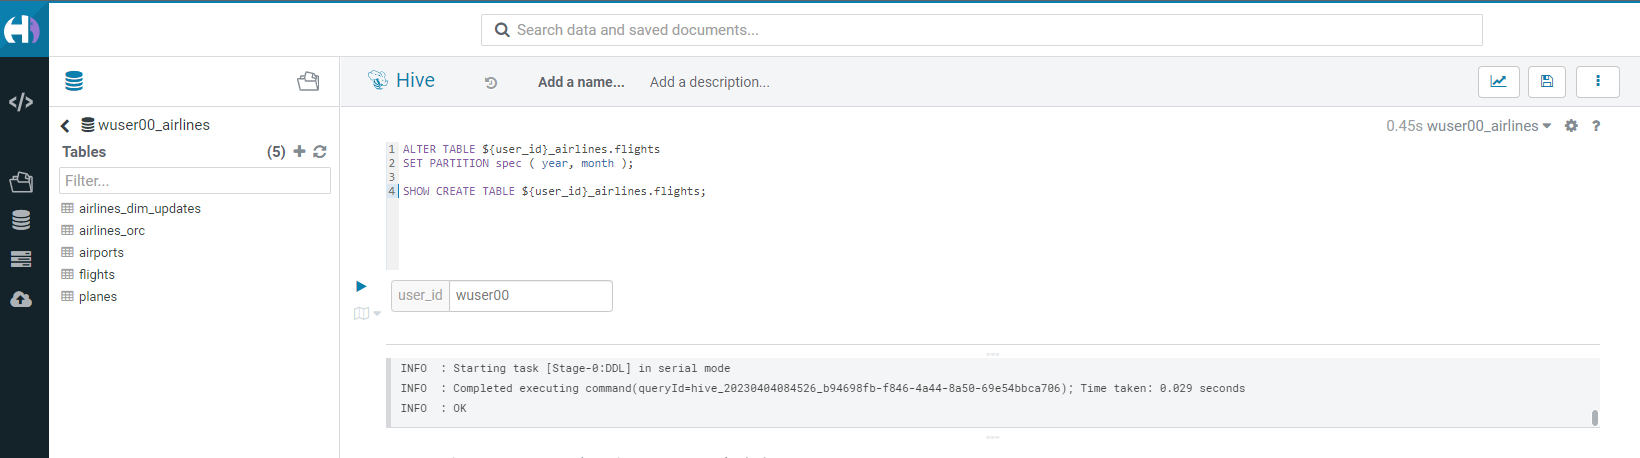 Search data and saved documents...
Hive
Add a name...
Add a description...
wuser00_airlines
Tables (5)
Filter...
airlines_dim_updates
airlines_orc
airports
flights
planes
0.45s wuser00_airlines
?
1 ALTER TABLE ${user_id}_airlines.flights
2 SET PARTITION spec ( year, month );
3
4 SHOW CREATE TABLE ${user_id}_airlines.flights;
user_id wuser00
INFO : Starting task [Stage-0:DDL] in serial mode
INFO : Completed executing command(queryId=hive_20230404084526_b94698fb-f846-4a44-8a50-69e54bbca706); Time taken: 0.029 seconds
INFO : OK